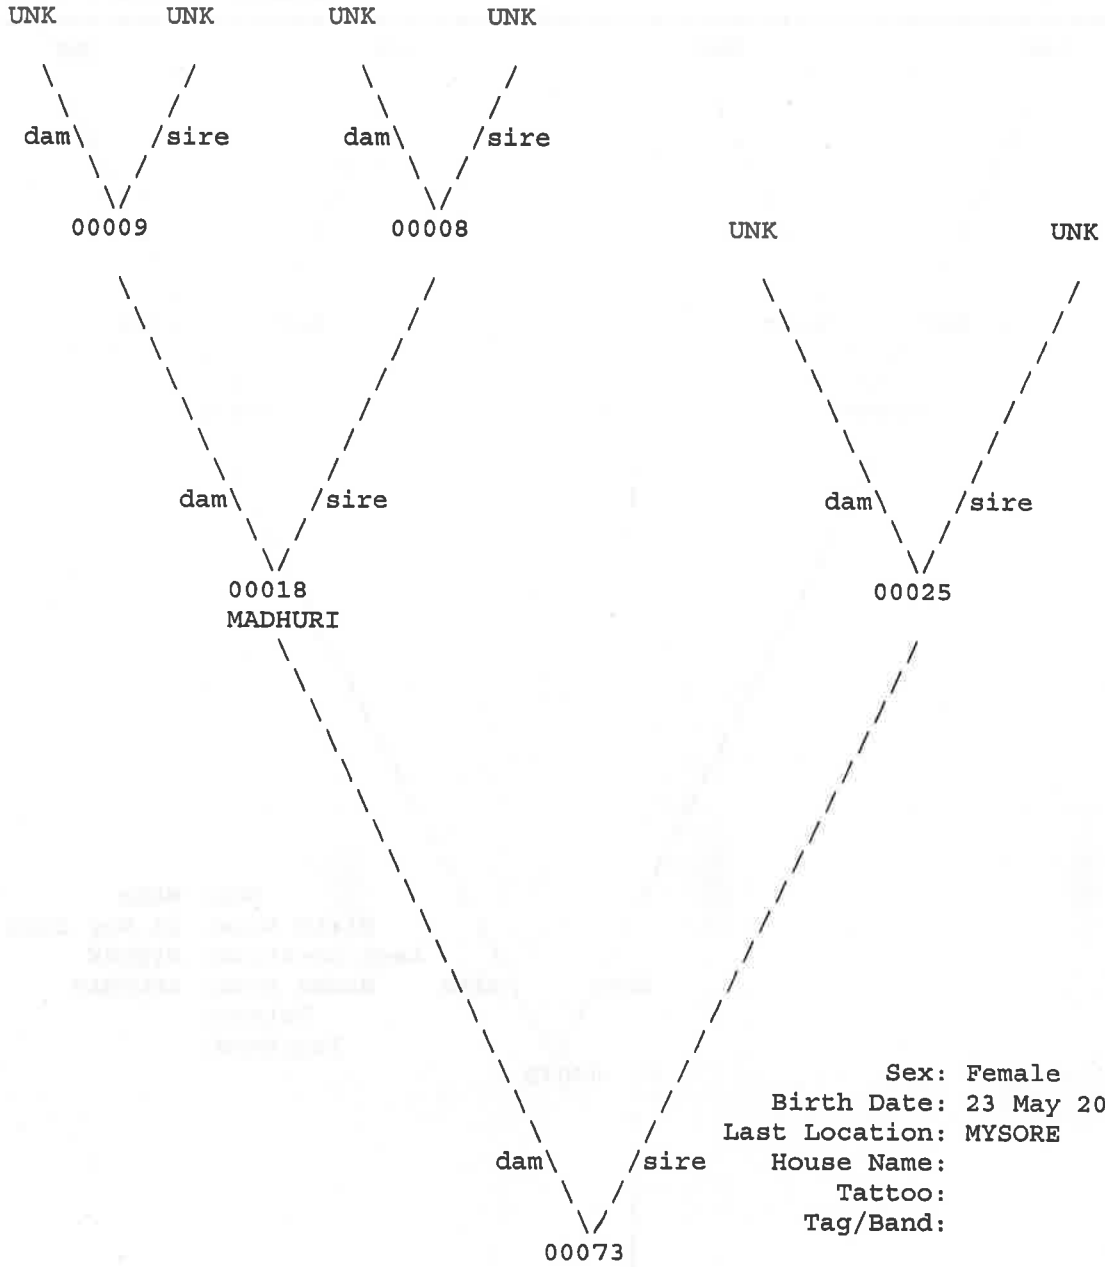 UNK UNK UNK UNK
dam sire dam sire
00009 00008
UNK UNK
dam sire dam sire
00018 00025
MADHURI
Sex: Female
Birth Date: 23 May 20
Last Location: MYSORE
dam sire House Name:
Tattoo:
Tag/Band:
00073